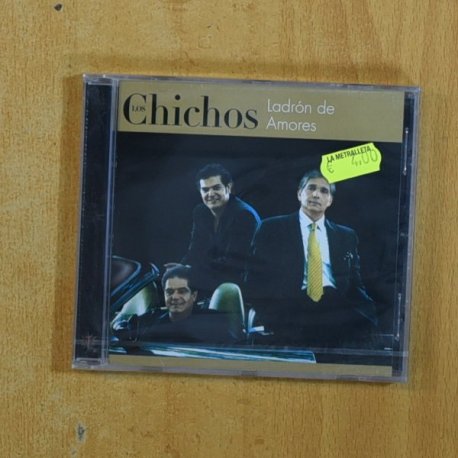 LOS Chichos
Ladrón de
Amores
LA METRALLETA
€ 4,00